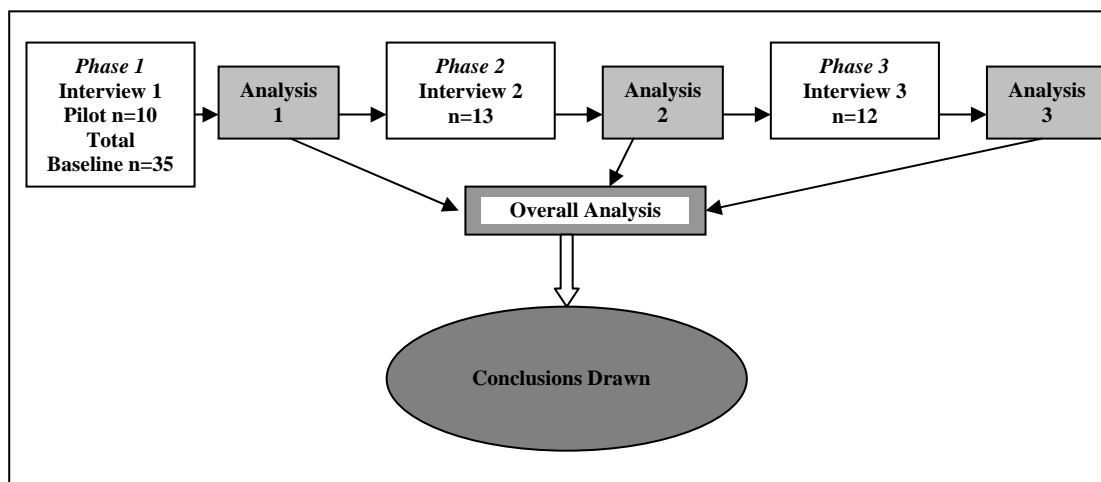 Phase 1
Interview 1
Pilot n=10
Total
Baseline n=35
Analysis
1
Phase 2
Interview 2
n=13
Analysis
2
Phase 3
Interview 3
n=12
Analysis
3
Overall Analysis
Conclusions Drawn